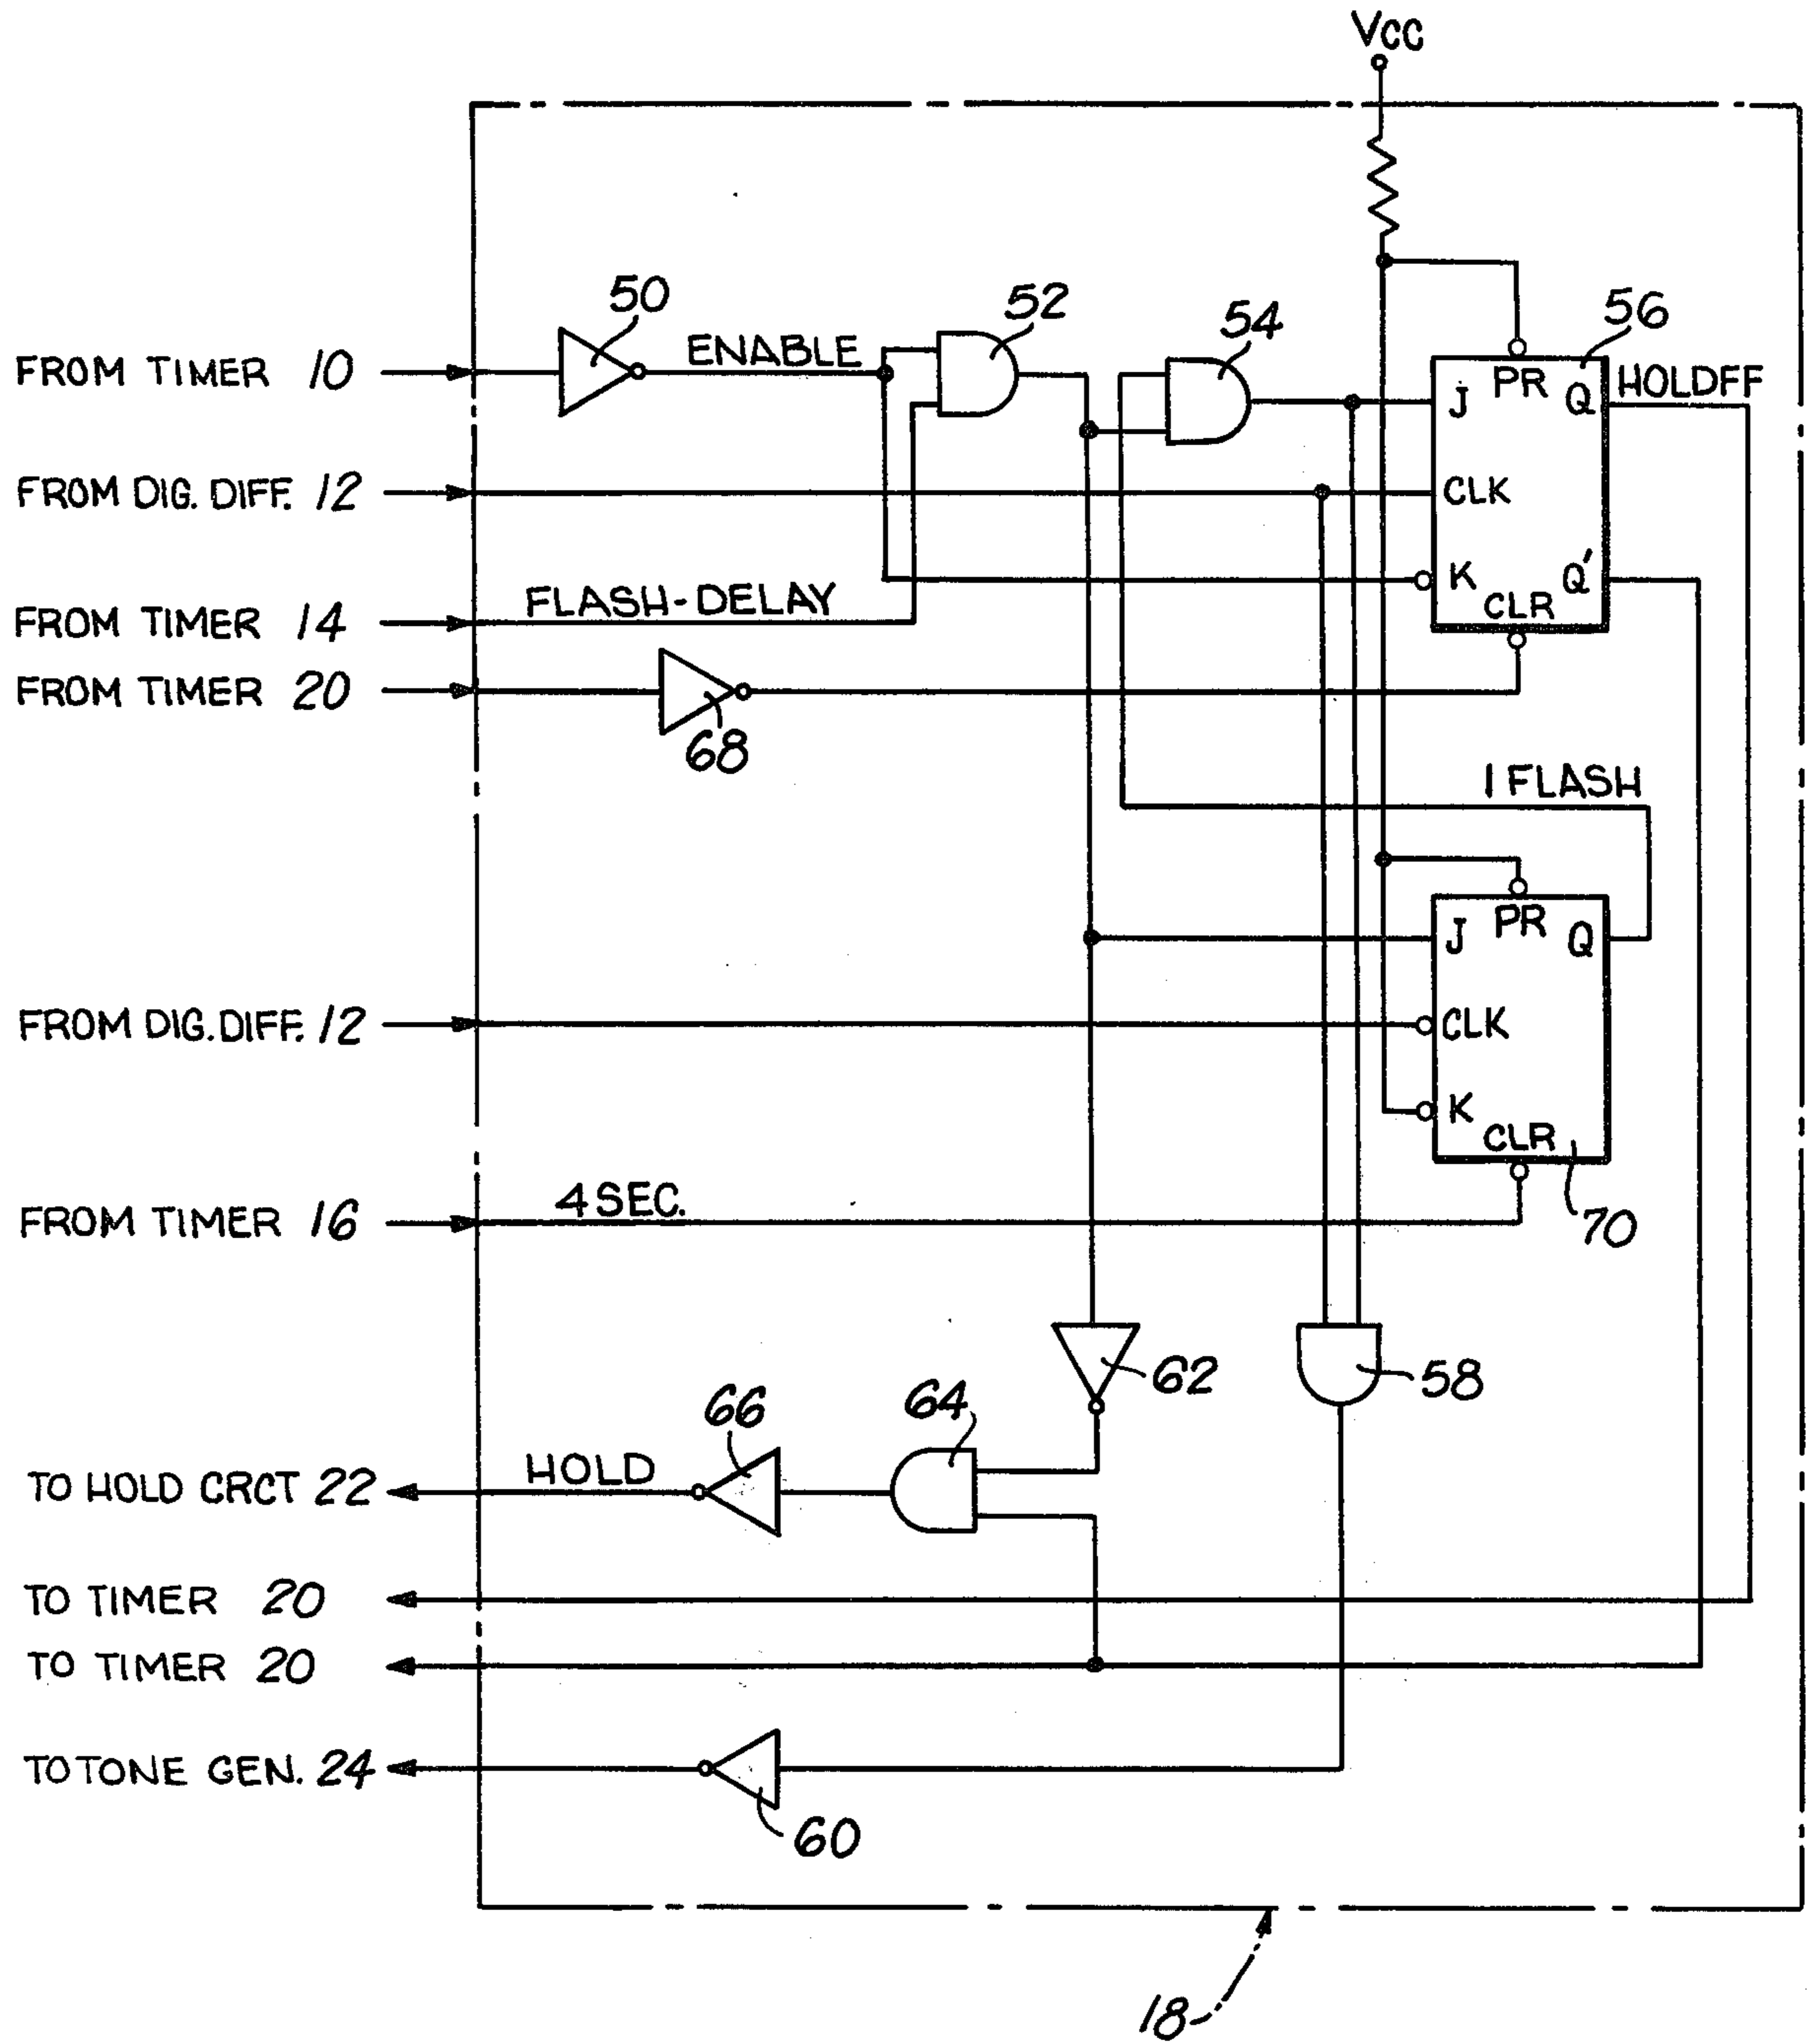 VCC
50
ENABLE
52
54
56
FROM TIMER 10
PR
J
Q
HOLDFF
FROM DIG. DIFF. 12
CLK
K
Q'
CLR
FLASH-DELAY
FROM TIMER 14
FROM TIMER 20
68
1 FLASH
PR
J
Q
FROM DIG. DIFF. 12
CLK
K
CLR
4 SEC.
FROM TIMER 16
70
62
58
66
64
HOLD
TO HOLD CRCT 22
TO TIMER 20
TO TIMER 20
TO TONE GEN. 24
60
18